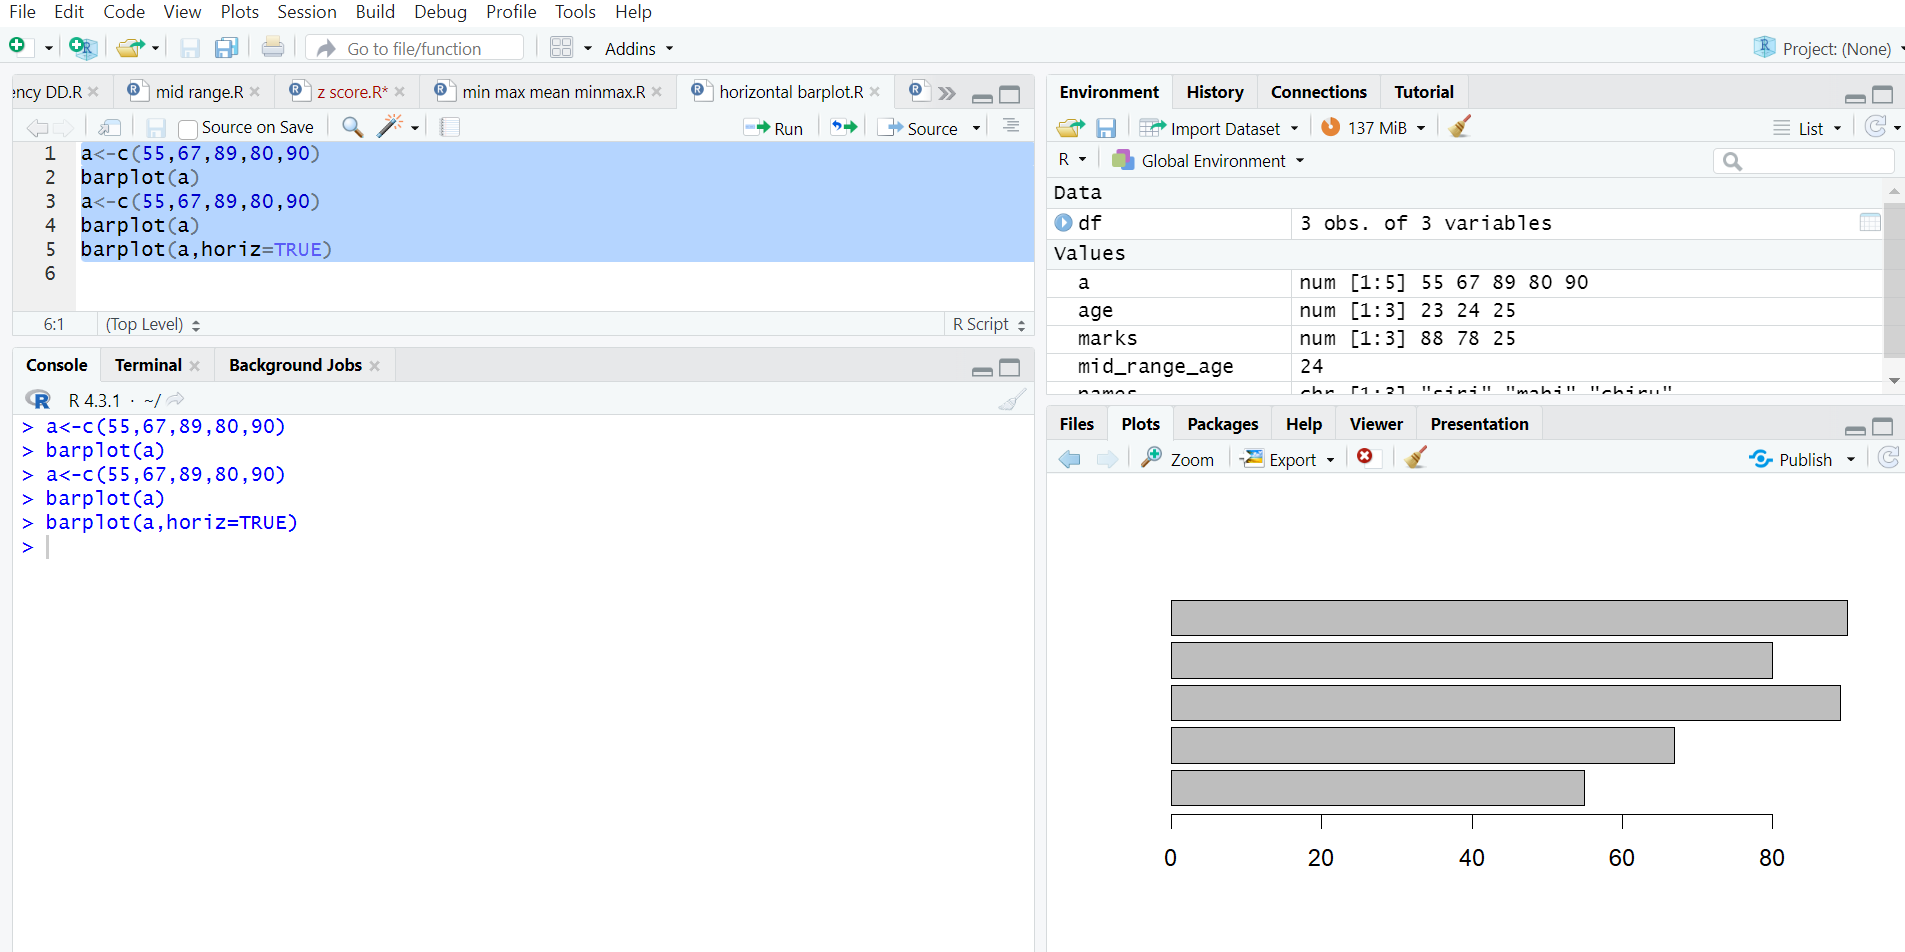 File Edit Code View Plots Session Build Debug Profile Tools Help
Go to file/function Addins Project: (None)
ency DD.R mid range.R z score.R* min max mean minmax.R horizontal barplot.R
Source on Save Run Source
1 a<-c(55,67,89,80,90)
2 barplot(a)
3 a<-c(55,67,89,80,90)
4 barplot(a)
5 barplot(a,horiz=TRUE)
6
6:1 (Top Level) R Script
Console Terminal Background Jobs
R 4.3.1 · ~/
> a<-c(55,67,89,80,90)
> barplot(a)
> a<-c(55,67,89,80,90)
> barplot(a)
> barplot(a,horiz=TRUE)
>
Environment History Connections Tutorial
Import Dataset 137 MiB List
R Global Environment
Data
df 3 obs. of 3 variables
Values
a num [1:5] 55 67 89 80 90
age num [1:3] 23 24 25
marks num [1:3] 88 78 25
mid_range_age 24
names chr [1:3] "siri" "mahi" "chiru"
Files Plots Packages Help Viewer Presentation
Zoom Export Publish
0 20 40 60 80